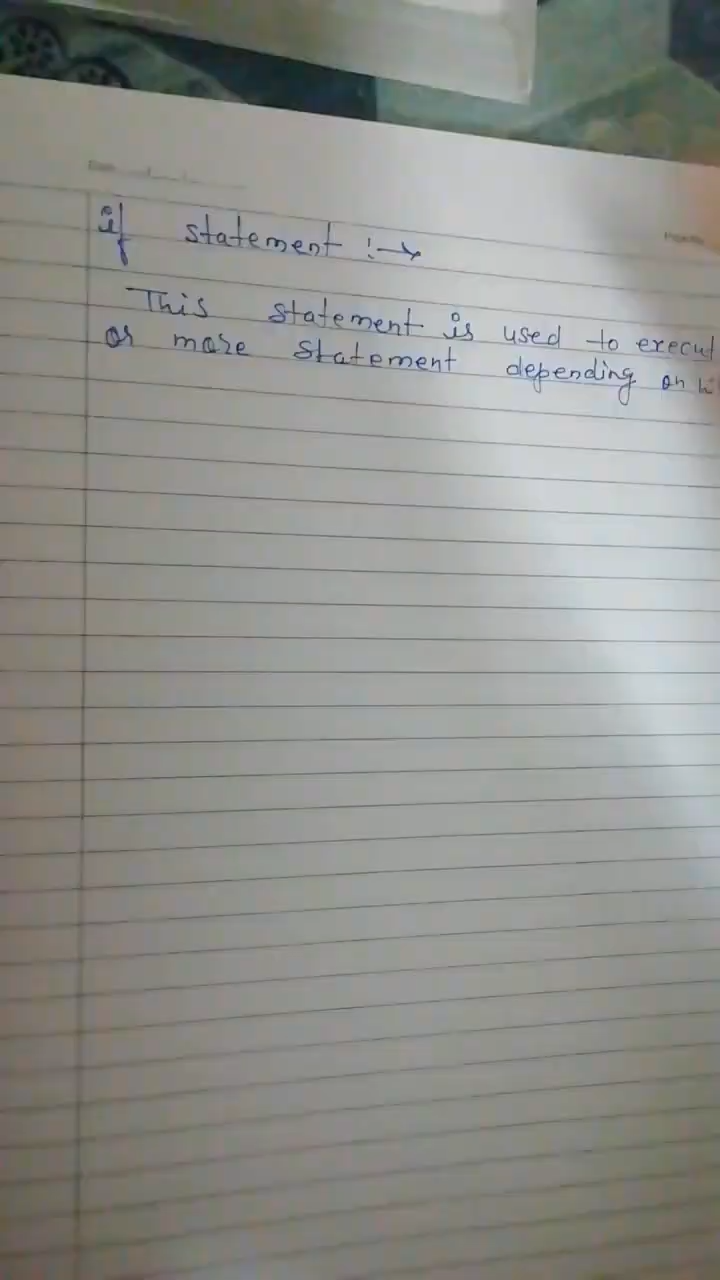 if statement :→
This statement is used to execut
or more statement depending on